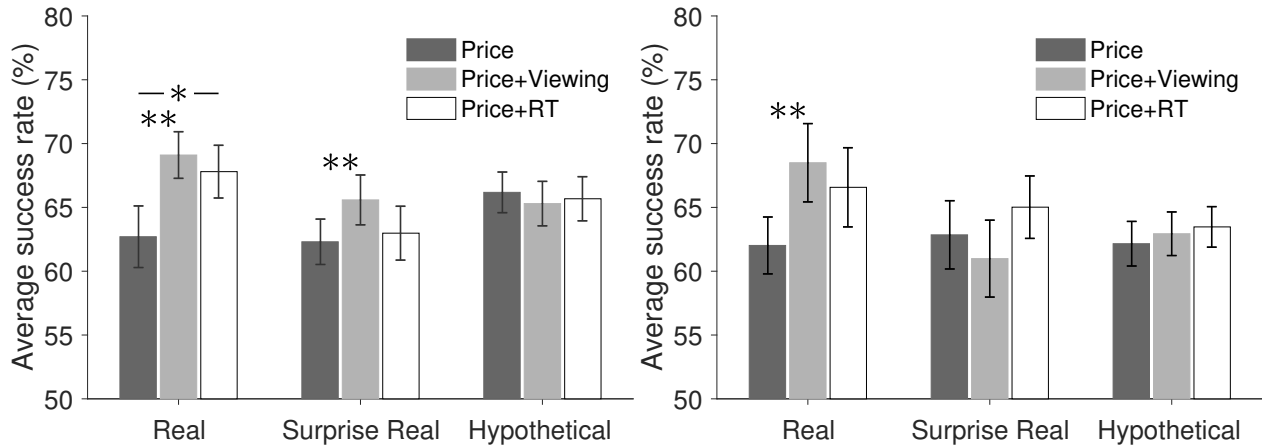 Average success rate (%)
80
75
70
65
60
55
50
Price
Price+Viewing
Price+RT
*
**
**
Real
Surprise Real
Hypothetical
Average success rate (%)
80
75
70
65
60
55
50
Price
Price+Viewing
Price+RT
**
Real
Surprise Real
Hypothetical